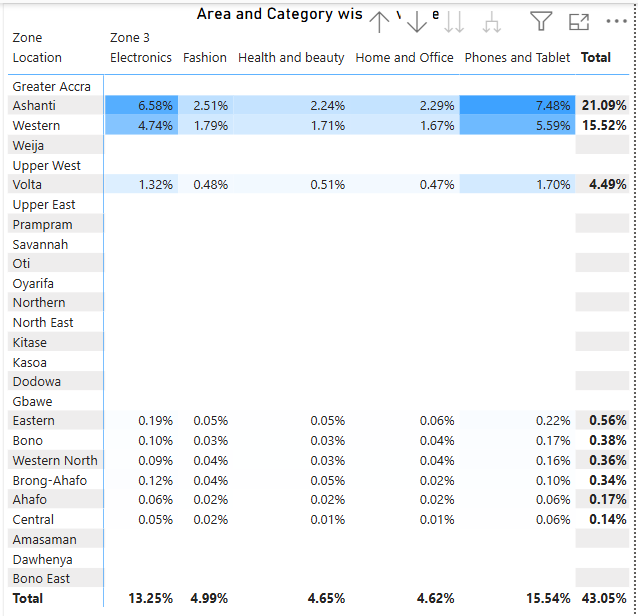 Area and Category wis
Zone Zone 3
Location Electronics Fashion Health and beauty Home and Office Phones and Tablet Total
Greater Accra
Ashanti 6.58% 2.51% 2.24% 2.29% 7.48% 21.09%
Western 4.74% 1.79% 1.71% 1.67% 5.59% 15.52%
Weija
Upper West
Volta 1.32% 0.48% 0.51% 0.47% 1.70% 4.49%
Upper East
Prampram
Savannah
Oti
Oyarifa
Northern
North East
Kitase
Kasoa
Dodowa
Gbawe
Eastern 0.19% 0.05% 0.05% 0.06% 0.22% 0.56%
Bono 0.10% 0.03% 0.03% 0.04% 0.17% 0.38%
Western North 0.09% 0.04% 0.03% 0.04% 0.16% 0.36%
Brong-Ahafo 0.12% 0.04% 0.05% 0.02% 0.10% 0.34%
Ahafo 0.06% 0.02% 0.02% 0.02% 0.06% 0.17%
Central 0.05% 0.02% 0.01% 0.01% 0.06% 0.14%
Amasaman
Dawhenya
Bono East
Total 13.25% 4.99% 4.65% 4.62% 15.54% 43.05%